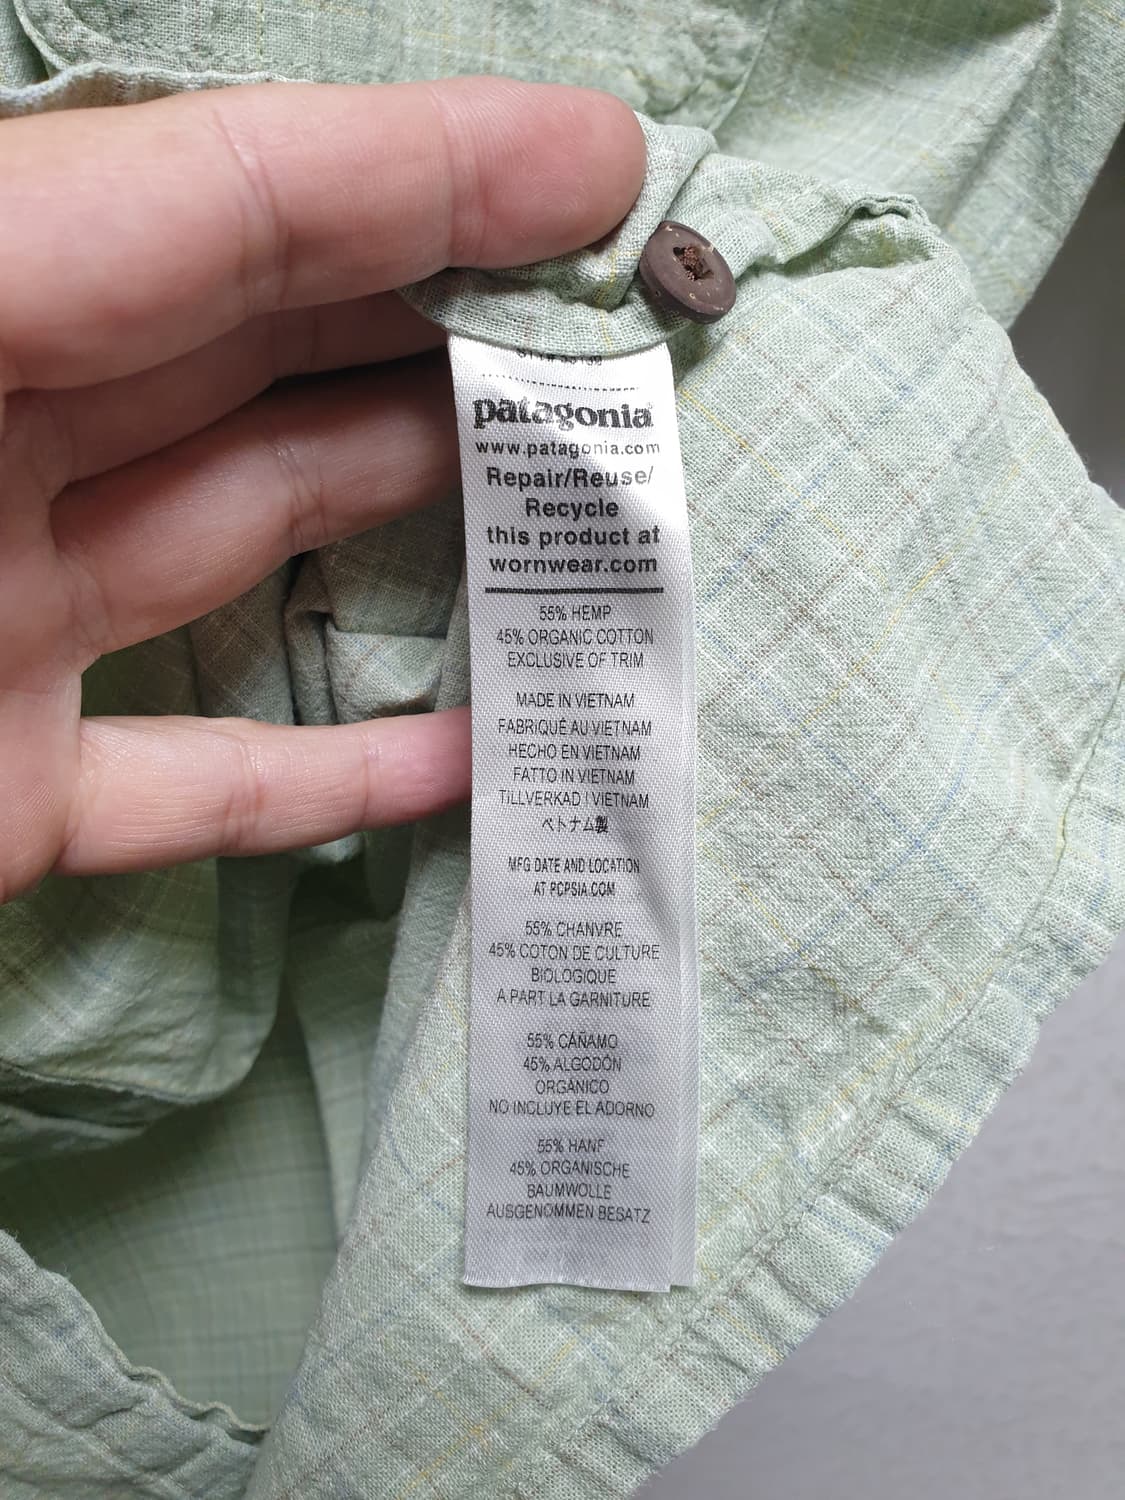 patagonia®
www.patagonia.com
Repair/Reuse/
Recycle
this product at
wornwear.com
55% HEMP
45% ORGANIC COTTON
EXCLUSIVE OF TRIM
MADE IN VIETNAM
FABRIQUÉ AU VIETNAM
HECHO EN VIETNAM
FATTO IN VIETNAM
TILLVERKAD I VIETNAM
ベトナム製
MFG DATE AND LOCATION
AT PCPSIA.COM
55% CHANVRE
45% COTON DE CULTURE
BIOLOGIQUE
A PART LA GARNITURE
55% CÁÑAMO
45% ALGODÓN
ORGÁNICO
NO INCLUYE EL ADORNO
55% HANF
45% ORGANISCHE
BAUMWOLLE
AUSGENOMMEN BESATZ